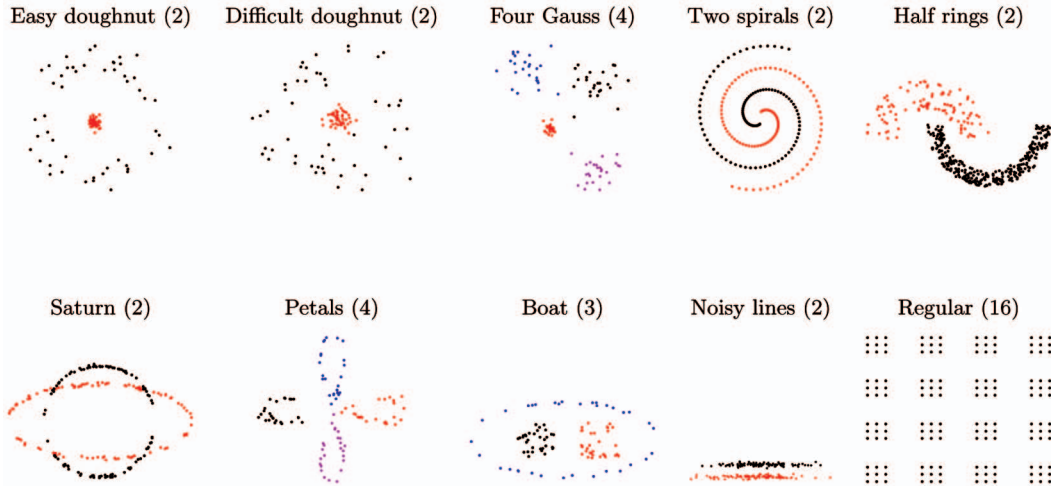 Easy doughnut (2)
Difficult doughnut (2)
Four Gauss (4)
Two spirals (2)
Half rings (2)
Saturn (2)
Petals (4)
Boat (3)
Noisy lines (2)
Regular (16)